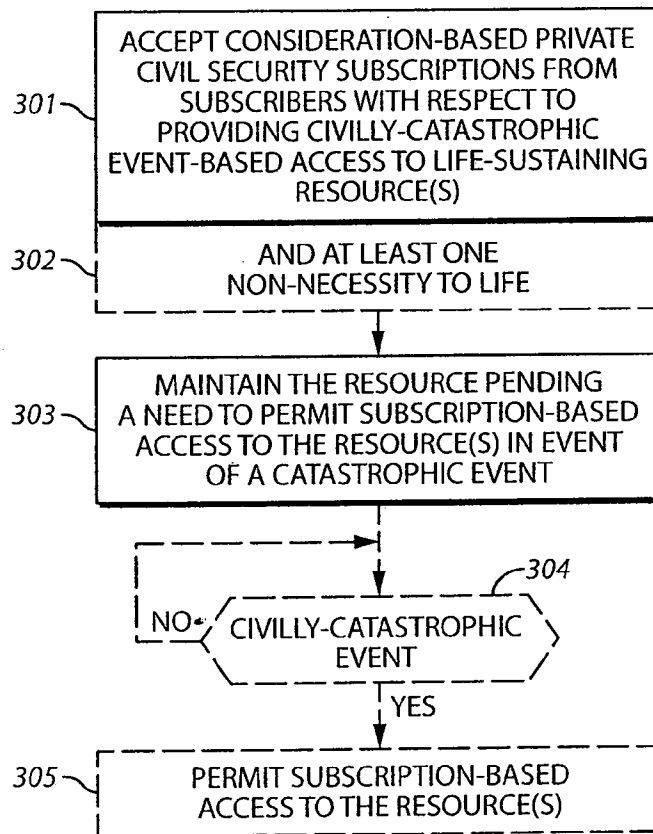 301
ACCEPT CONSIDERATION-BASED PRIVATE
CIVIL SECURITY SUBSCRIPTIONS FROM
SUBSCRIBERS WITH RESPECT TO
PROVIDING CIVILLY-CATASTROPHIC
EVENT-BASED ACCESS TO LIFE-SUSTAINING
RESOURCE(S)
302
AND AT LEAST ONE
NON-NECESSITY TO LIFE
303
MAINTAIN THE RESOURCE PENDING
A NEED TO PERMIT SUBSCRIPTION-BASED
ACCESS TO THE RESOURCE(S) IN EVENT
OF A CATASTROPHIC EVENT
304
NO
CIVILLY-CATASTROPHIC
EVENT
YES
305
PERMIT SUBSCRIPTION-BASED
ACCESS TO THE RESOURCE(S)